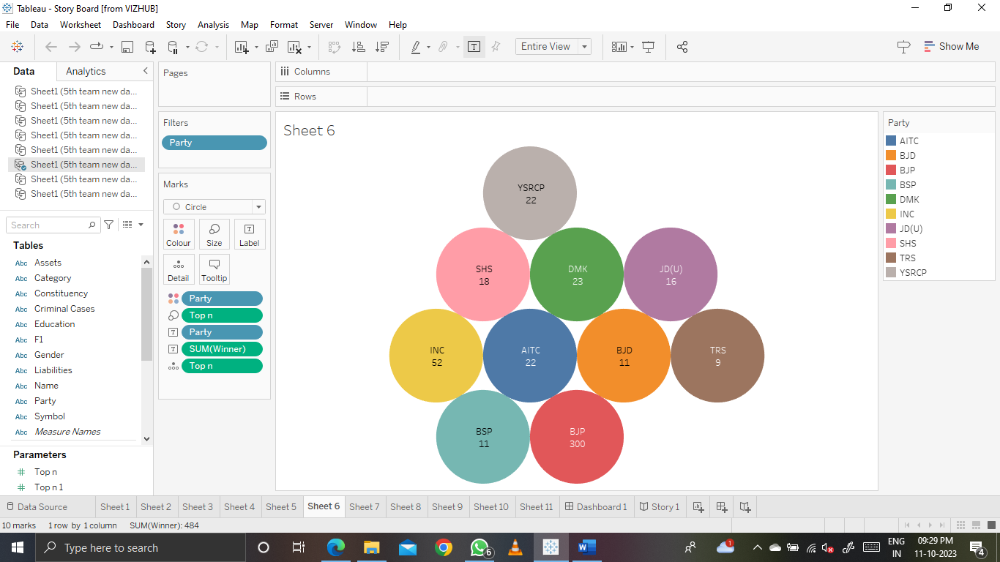 Tableau - Story Board [from VIZHUB]
File Data Worksheet Dashboard Story Analysis Map Format Server Window Help
Entire View
Show Me
Data Analytics
Sheet1 (5th team new da...
Sheet1 (5th team new da...
Sheet1 (5th team new da...
Sheet1 (5th team new da...
Sheet1 (5th team new da...
Sheet1 (5th team new da...
Sheet1 (5th team new da...
Sheet1 (5th team new da...
Search
Tables
Abc Assets
Abc Category
Abc Constituency
Abc Criminal Cases
Abc Education
Abc F1
Abc Gender
Abc Liabilities
Abc Name
Abc Party
Abc Symbol
Abc Measure Names
Parameters
# Top n
# Top n 1
Pages
Filters
Party
Marks
Circle
Colour Size Label
Detail Tooltip
Party
Top n
Party
SUM(Winner)
Top n
Columns
Rows
Sheet 6
YSRCP
22
SHS
18
DMK
23
JD(U)
16
INC
52
AITC
22
BJD
11
TRS
9
BSP
11
BJP
300
Party
AITC
BJD
BJP
BSP
DMK
INC
JD(U)
SHS
TRS
YSRCP
Data Source Sheet 1 Sheet 2 Sheet 3 Sheet 4 Sheet 5 Sheet 6 Sheet 7 Sheet 8 Sheet 9 Sheet 10 Sheet 11 Dashboard 1 Story 1
10 marks 1 row by 1 column SUM(Winner): 484
Type here to search
6
1
ENG
IN
09:29 PM
11-10-2023
4